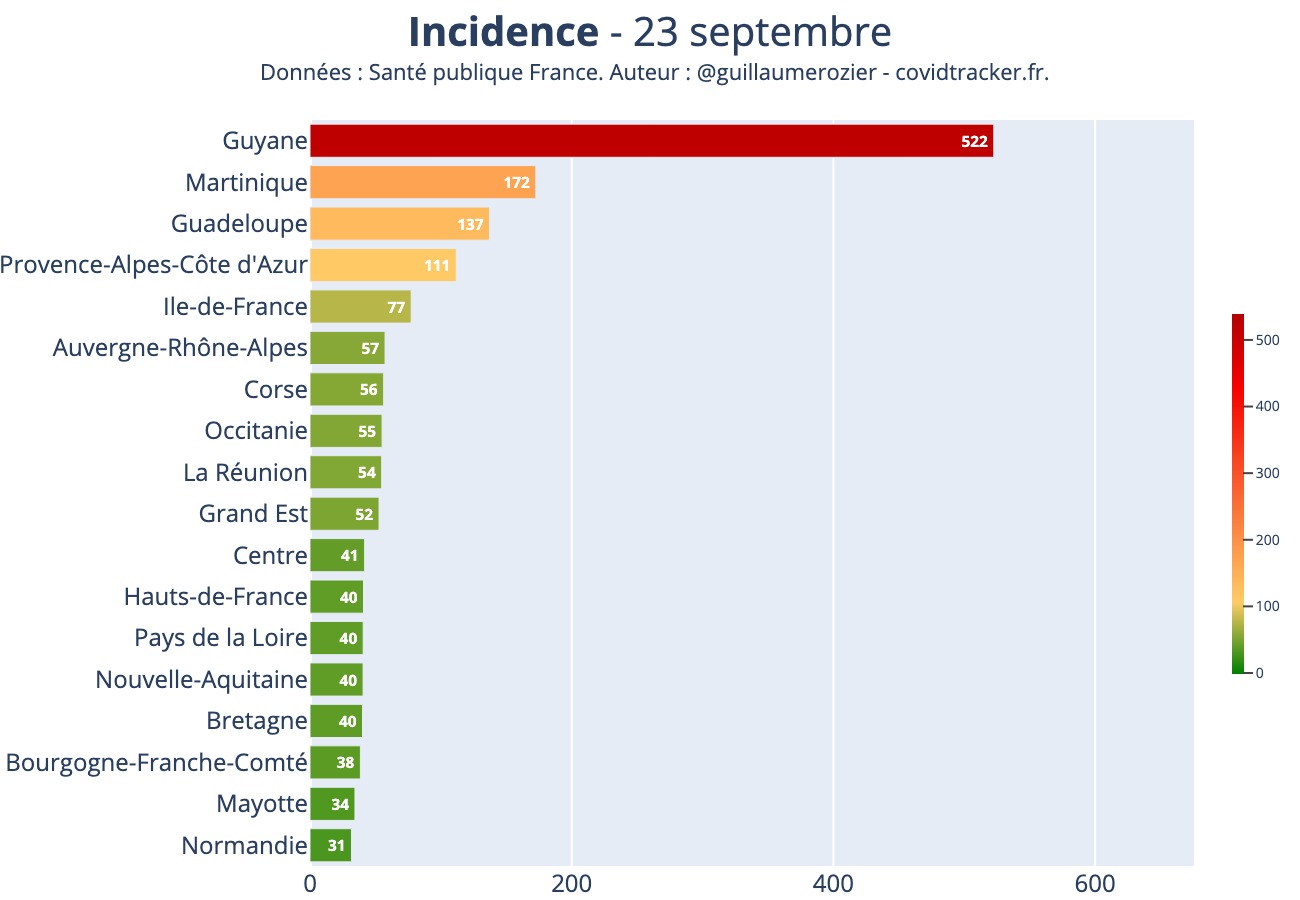 Incidence - 23 septembre
Données : Santé publique France. Auteur : @guillaumerozier - covidtracker.fr.
Guyane 522
Martinique 172
Guadeloupe 137
Provence-Alpes-Côte d'Azur 111
Ile-de-France 77
Auvergne-Rhône-Alpes 57
Corse 56
Occitanie 55
La Réunion 54
Grand Est 52
Centre 41
Hauts-de-France 40
Pays de la Loire 40
Nouvelle-Aquitaine 40
Bretagne 40
Bourgogne-Franche-Comté 38
Mayotte 34
Normandie 31
0 200 400 600
500
400
300
200
100
0